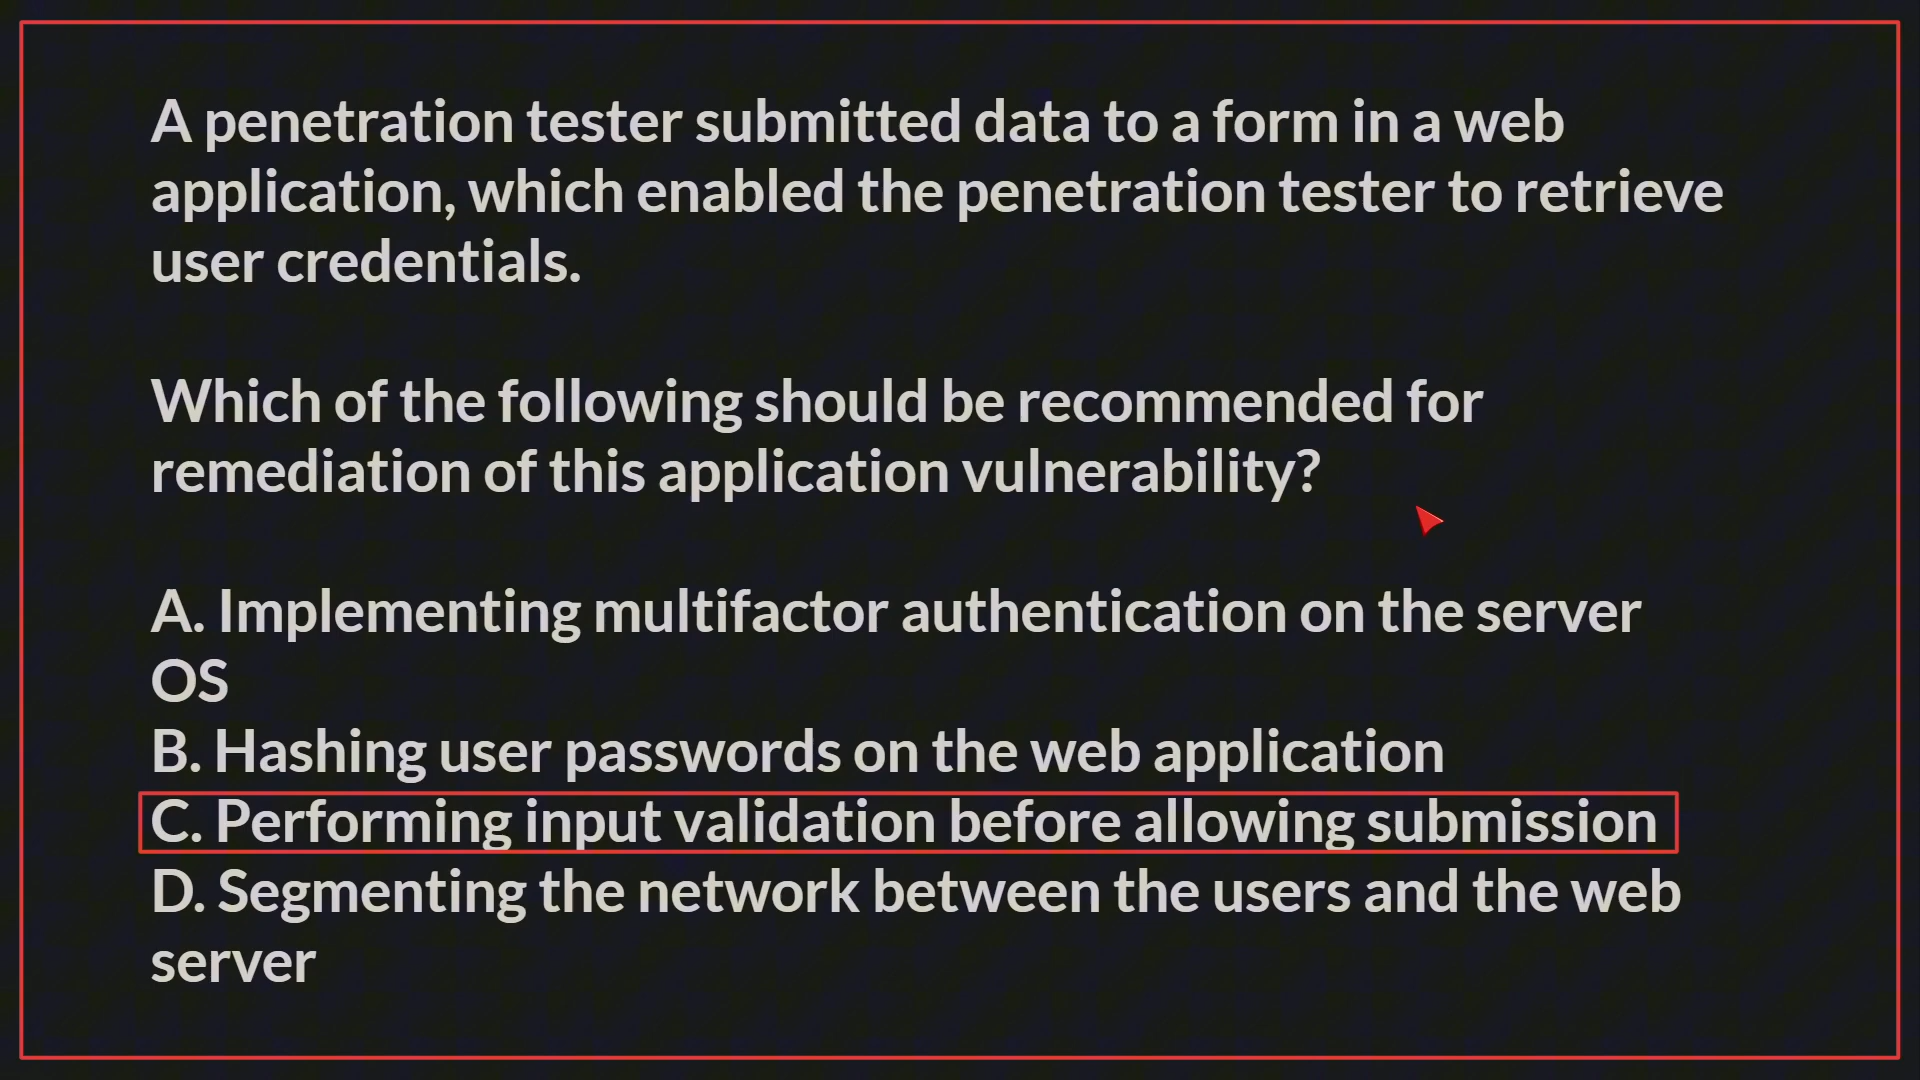 A penetration tester submitted data to a form in a web
application, which enabled the penetration tester to retrieve
user credentials.
Which of the following should be recommended for
remediation of this application vulnerability?
A. Implementing multifactor authentication on the server
OS
B. Hashing user passwords on the web application
C. Performing input validation before allowing submission
D. Segmenting the network between the users and the web
server